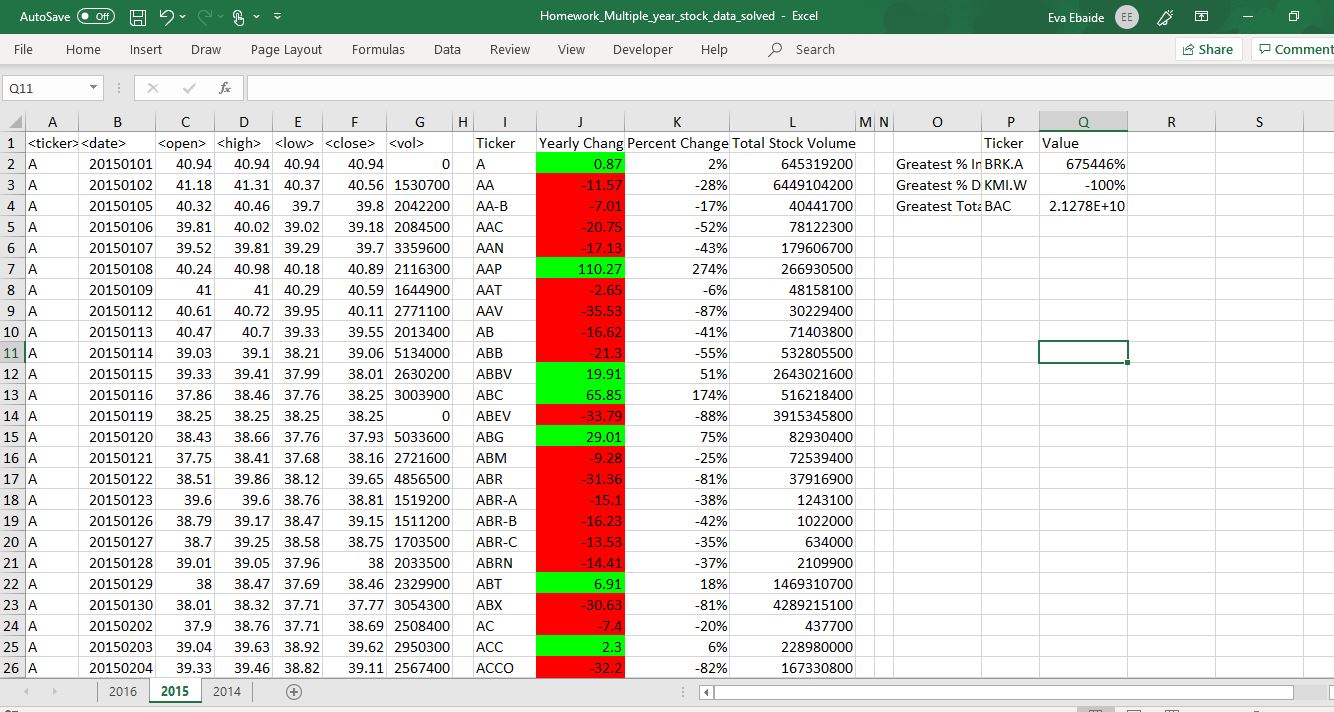 AutoSave Off Homework_Multiple_year_stock_data_solved - Excel Eva Ebaide EE
File Home Insert Draw Page Layout Formulas Data Review View Developer Help Search Share Comment
Q11 fx
A B C D E F G H I J K L M N O P Q R S
1 <ticker> <date> <open> <high> <low> <close> <vol> Ticker Yearly Chang Percent Change Total Stock Volume Ticker Value
2 A 20150101 40.94 40.94 40.94 40.94 0 A 0.87 2% 645319200 Greatest % In BRK.A 675446%
3 A 20150102 41.18 41.31 40.37 40.56 1530700 AA -11.57 -28% 6449104200 Greatest % D KMI.W -100%
4 A 20150105 40.32 40.46 39.7 39.8 2042200 AA-B -7.01 -17% 40441700 Greatest Tota BAC 2.1278E+10
5 A 20150106 39.81 40.02 39.02 39.18 2084500 AAC -20.75 -52% 78122300
6 A 20150107 39.52 39.81 39.29 39.7 3359600 AAN -17.13 -43% 179606700
7 A 20150108 40.24 40.98 40.18 40.89 2116300 AAP 110.27 274% 266930500
8 A 20150109 41 41 40.29 40.59 1644900 AAT -2.65 -6% 48158100
9 A 20150112 40.61 40.72 39.95 40.11 2771100 AAV -35.53 -87% 30229400
10 A 20150113 40.47 40.7 39.33 39.55 2013400 AB -16.62 -41% 71403800
11 A 20150114 39.03 39.1 38.21 39.06 5134000 ABB -21.3 -55% 532805500
12 A 20150115 39.33 39.41 37.99 38.01 2630200 ABBV 19.91 51% 2643021600
13 A 20150116 37.86 38.46 37.76 38.25 3003900 ABC 65.85 174% 516218400
14 A 20150119 38.25 38.25 38.25 38.25 0 ABEV -33.79 -88% 3915345800
15 A 20150120 38.43 38.66 37.76 37.93 5033600 ABG 29.01 75% 82930400
16 A 20150121 37.75 38.41 37.68 38.16 2721600 ABM -9.28 -25% 72539400
17 A 20150122 38.51 39.86 38.12 39.65 4856500 ABR -31.36 -81% 37916900
18 A 20150123 39.6 39.6 38.76 38.81 1519200 ABR-A -15.1 -38% 1243100
19 A 20150126 38.79 39.17 38.47 39.15 1511200 ABR-B -16.23 -42% 1022000
20 A 20150127 38.7 39.25 38.58 38.75 1703500 ABR-C -13.53 -35% 634000
21 A 20150128 39.01 39.05 37.96 38 2033500 ABRN -14.41 -37% 2109900
22 A 20150129 38 38.47 37.69 38.46 2329900 ABT 6.91 18% 1469310700
23 A 20150130 38.01 38.32 37.71 37.77 3054300 ABX -30.63 -81% 4289215100
24 A 20150202 37.9 38.76 37.71 38.69 2508400 AC -7.4 -20% 437700
25 A 20150203 39.04 39.63 38.92 39.62 2950300 ACC 2.3 6% 228980000
26 A 20150204 39.33 39.46 38.82 39.11 2567400 ACCO -32.2 -82% 167330800
2016 2015 2014